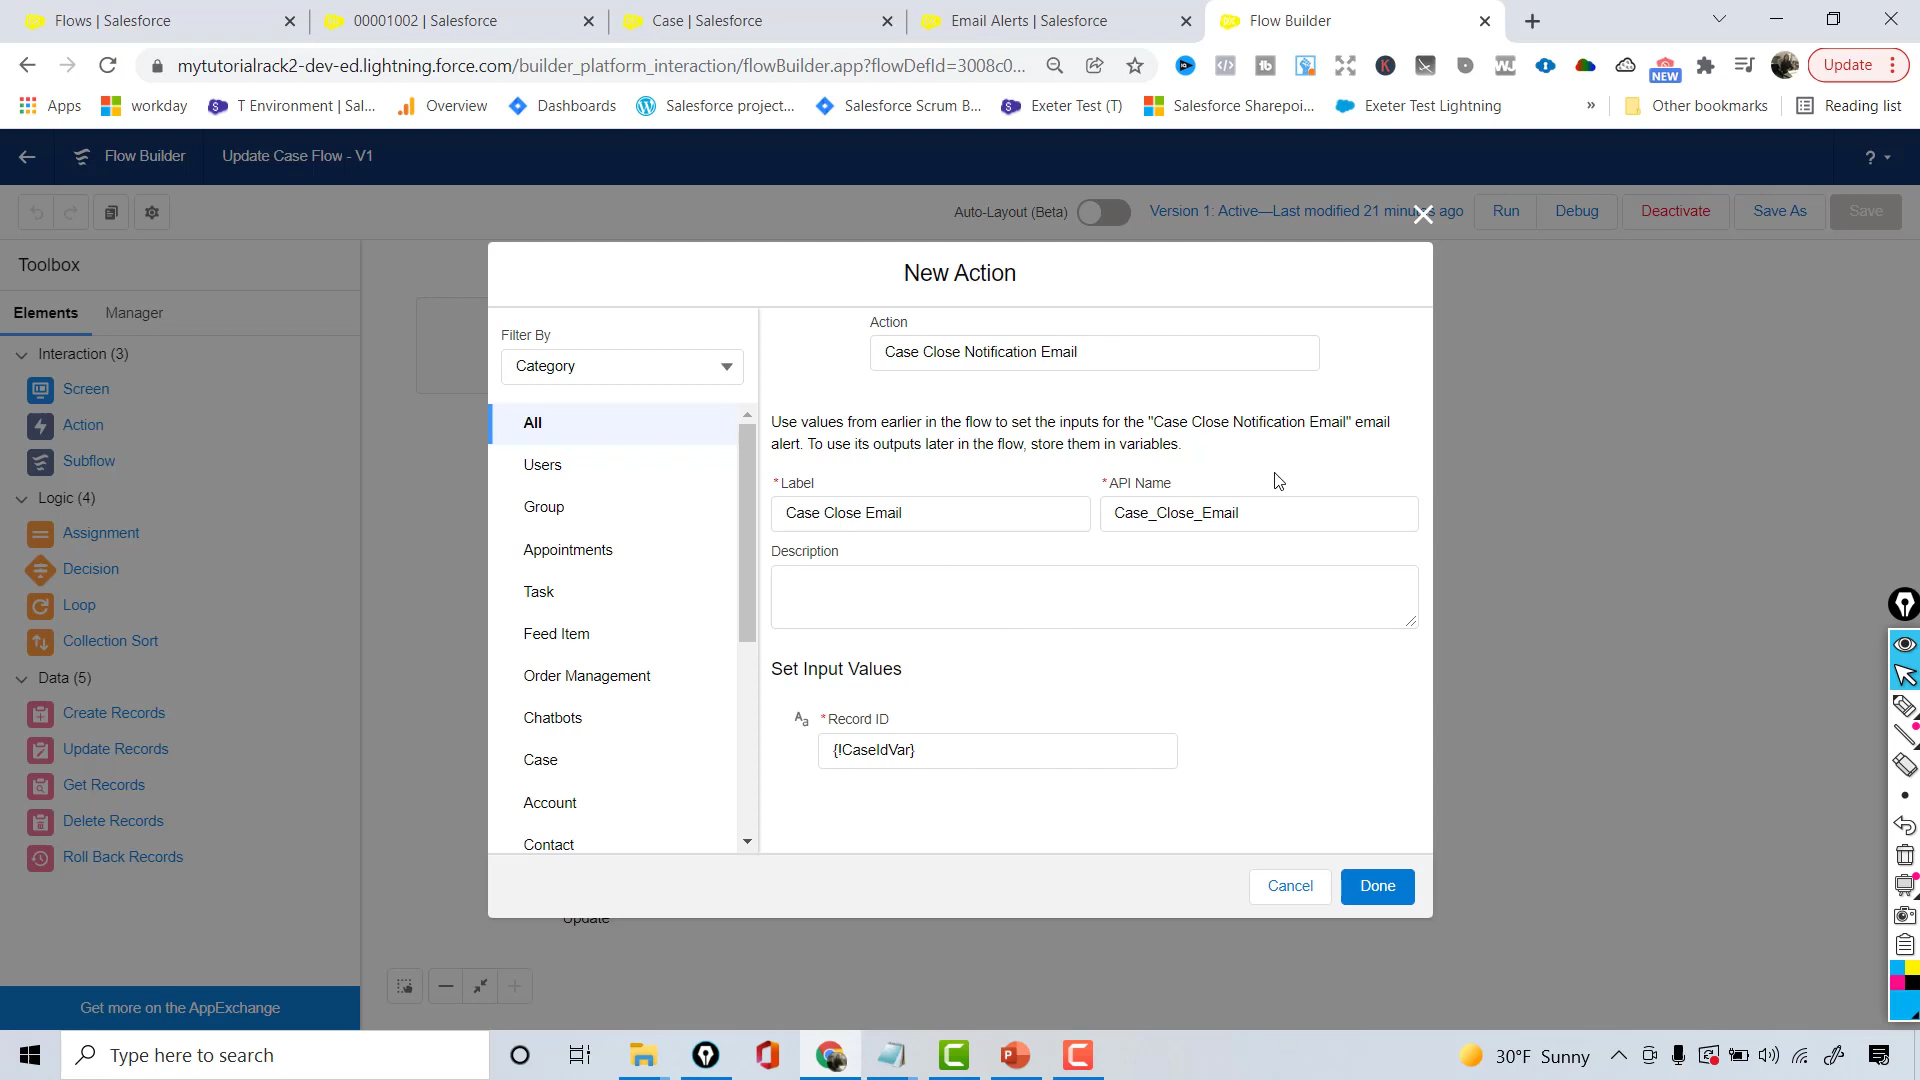 Flows | Salesforce
00001002 | Salesforce
Case | Salesforce
Email Alerts | Salesforce
Flow Builder
mytutorialrack2-dev-ed.lightning.force.com/builder_platform_interaction/flowBuilder.app?flowDefId=3008c0...
NEW
Update
Apps
workday
T Environment | Sal...
Overview
Dashboards
Salesforce project...
Salesforce Scrum B...
Exeter Test (T)
Salesforce Sharepoi...
Exeter Test Lightning
»
Other bookmarks
Reading list
Flow Builder
Update Case Flow - V1
?
Auto-Layout (Beta)
Version 1: Active—Last modified 21 minutes ago
Run
Debug
Deactivate
Save As
Save
Toolbox
Elements
Manager
Interaction (3)
Screen
Action
Subflow
Logic (4)
Assignment
Decision
Loop
Collection Sort
Data (5)
Create Records
Update Records
Get Records
Delete Records
Roll Back Records
Get more on the AppExchange
New Action
Filter By
Category
All
Users
Group
Appointments
Task
Feed Item
Order Management
Chatbots
Case
Account
Contact
Action
Case Close Notification Email
Use values from earlier in the flow to set the inputs for the "Case Close Notification Email" email
alert. To use its outputs later in the flow, store them in variables.
* Label
Case Close Email
* API Name
Case_Close_Email
Description
Set Input Values
Aa * Record ID
{!CaseIdVar}
Cancel
Done
Update
Type here to search
30°F Sunny